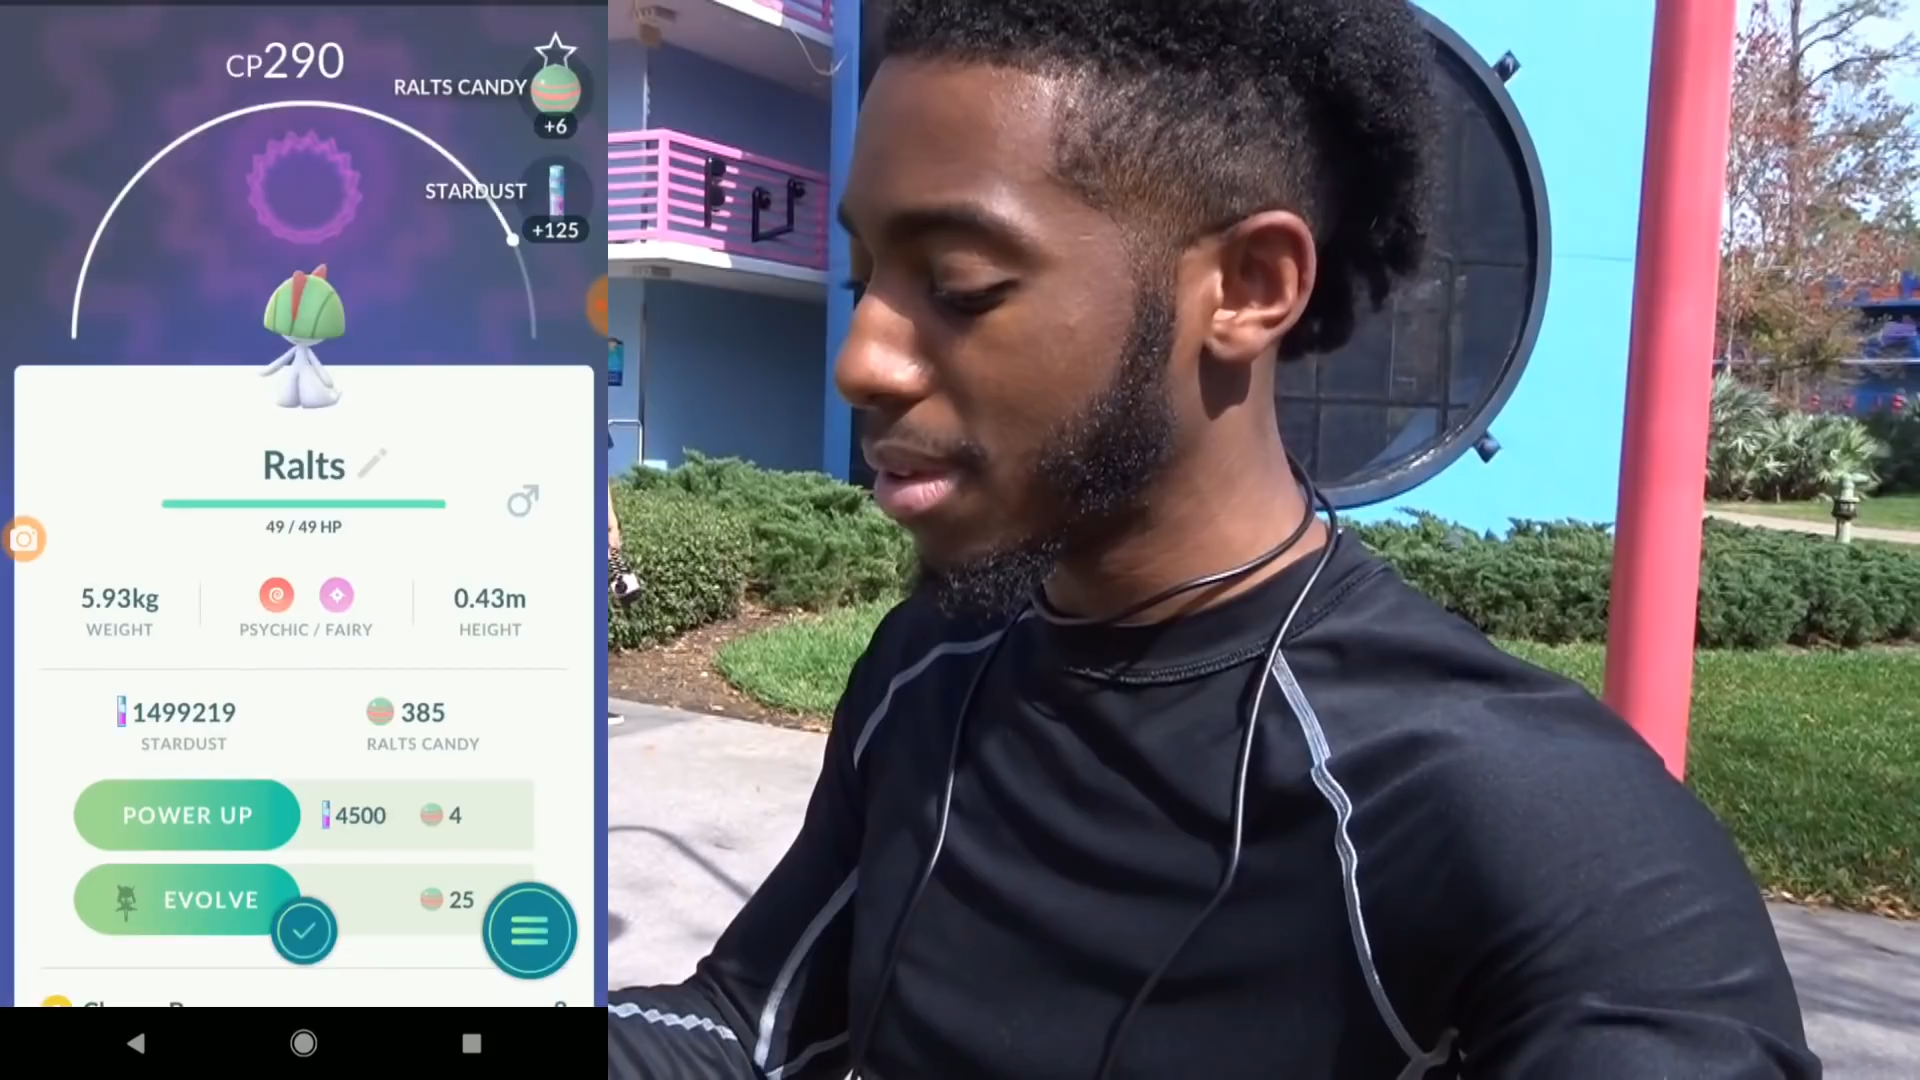 CP290
RALTS CANDY
+6
STARDUST
+125
Ralts
49 / 49 HP
5.93kg
WEIGHT
PSYCHIC / FAIRY
0.43m
HEIGHT
1499219
STARDUST
385
RALTS CANDY
POWER UP
4500
4
EVOLVE
25